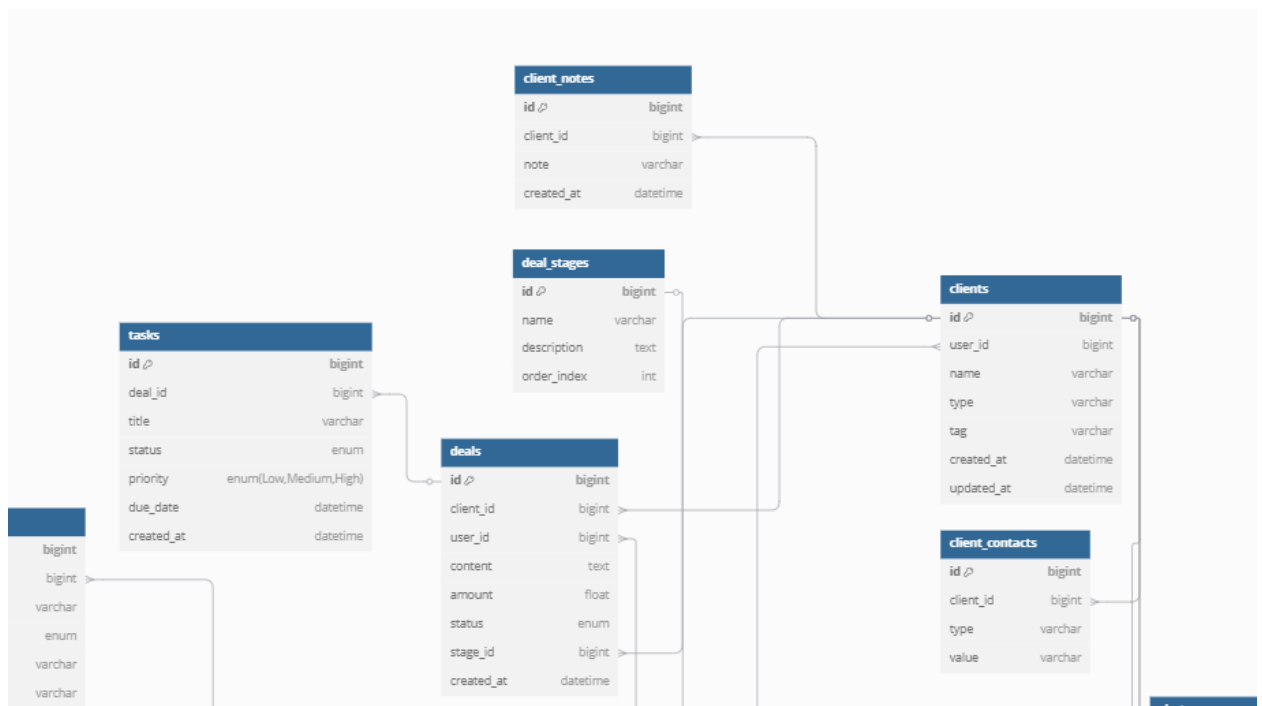 client_notes
id bigint
client_id bigint
note varchar
created_at datetime
deal_stages
id bigint
name varchar
description text
order_index int
clients
id bigint
user_id bigint
name varchar
type varchar
tag varchar
created_at datetime
updated_at datetime
tasks
id bigint
deal_id bigint
title varchar
status enum
priority enum(Low,Medium,High)
due_date datetime
created_at datetime
deals
id bigint
client_id bigint
user_id bigint
content text
amount float
status enum
stage_id bigint
created_at datetime
bigint
bigint
varchar
enum
varchar
varchar
client_contacts
id bigint
client_id bigint
type varchar
value varchar